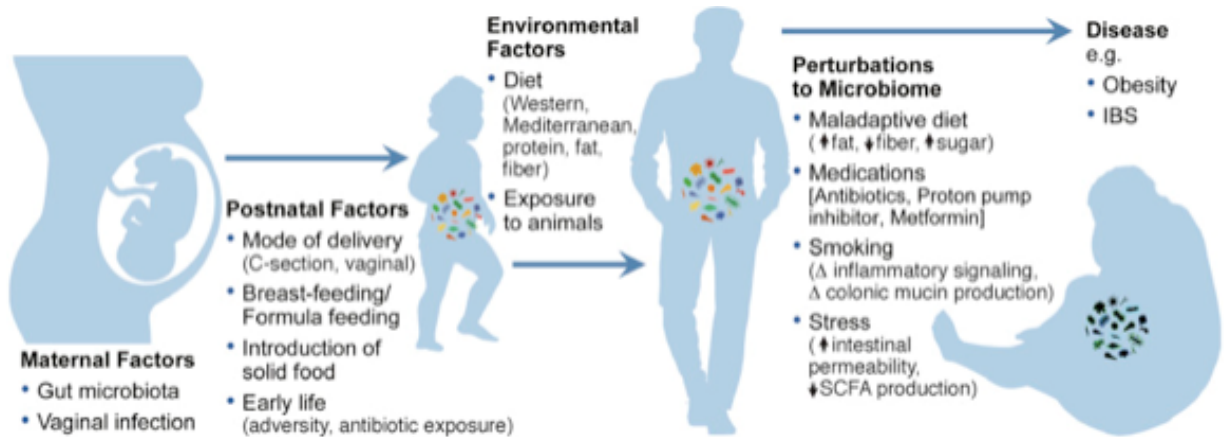 Maternal Factors
• Gut microbiota
• Vaginal infection
Postnatal Factors
• Mode of delivery
(C-section, vaginal)
• Breast-feeding/
Formula feeding
• Introduction of
solid food
• Early life
(adversity, antibiotic exposure)
Environmental
Factors
• Diet
(Western,
Mediterranean,
protein, fat,
fiber)
• Exposure
to animals
Perturbations
to Microbiome
• Maladaptive diet
(↑fat, ↓fiber, ↑sugar)
• Medications
[Antibiotics, Proton pump
inhibitor, Metformin]
• Smoking
(Δ inflammatory signaling,
Δ colonic mucin production)
• Stress
(↑intestinal
permeability,
↓SCFA production)
Disease
e.g.
• Obesity
• IBS